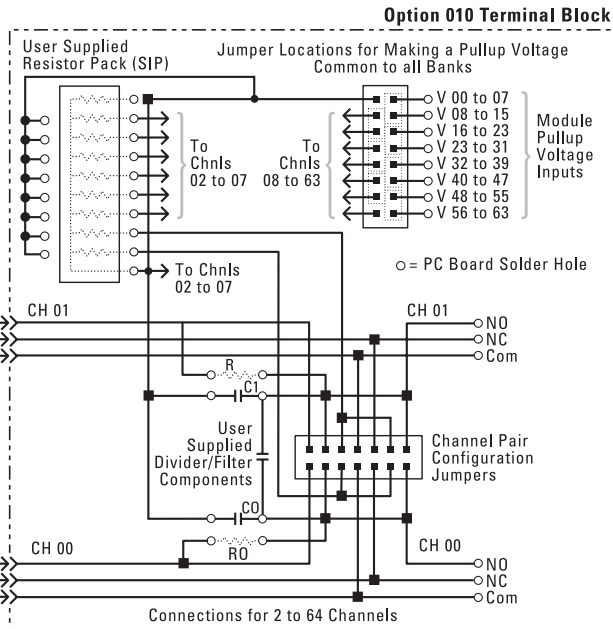 Option 010 Terminal Block
User Supplied
Resistor Pack (SIP)
Jumper Locations for Making a Pullup Voltage
Common to all Banks
V 00 to 07
V 08 to 15
V 16 to 23
V 23 to 31
V 32 to 39
V 40 to 47
V 48 to 55
V 56 to 63
Module
Pullup
Voltage
Inputs
To
Chnls
02 to 07
To
Chnls
08 to 63
To Chnls
02 to 07
= PC Board Solder Hole
CH 01
CH 01
NO
NC
Com
R
C1
User
Supplied
Divider/Filter
Components
Channel Pair
Configuration
Jumpers
C0
R0
CH 00
CH 00
NO
NC
Com
Connections for 2 to 64 Channels